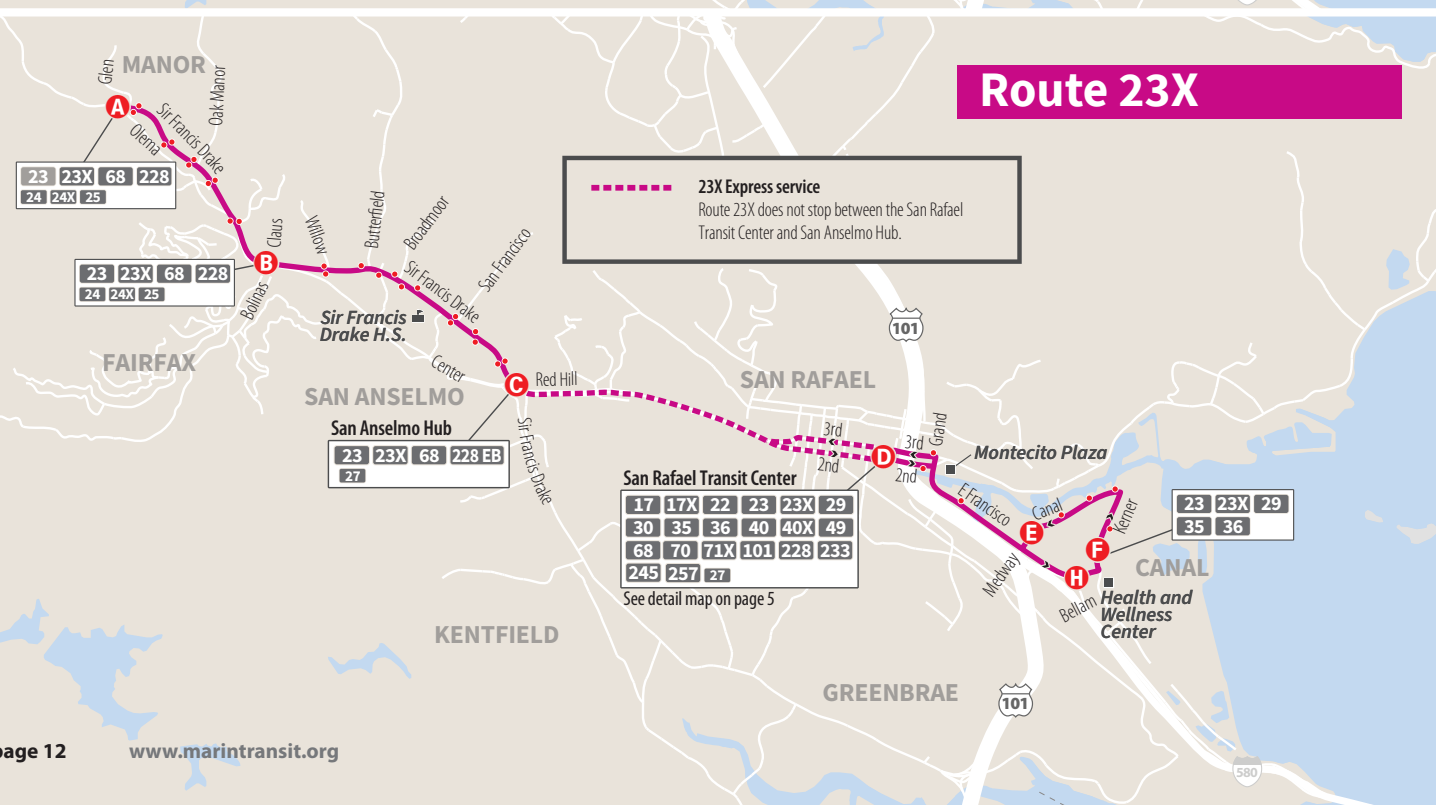 Route 23X
MANOR
Glen
Oak Manor
A
Sir Francis Drake
Olema
23 23X 68 228
24 24X 25
23X Express service
Route 23X does not stop between the San Rafael
Transit Center and San Anselmo Hub.
Claus
Willow
Butterfield
Broadmoor
San Francisco
B
23 23X 68 228
24 24X 25
Bolinas
Sir Francis Drake
Sir Francis
Drake H.S.
101
FAIRFAX
Center
C
Red Hill
SAN ANSELMO
SAN RAFAEL
San Anselmo Hub
23 23X 68 228 EB
27
Sir Francis Drake
3rd
2nd
D
3rd
2nd
Grand
Montecito Plaza
San Rafael Transit Center
17 17X 22 23 23X 29
30 35 36 40 40X 49
68 70 71X 101 228 233
245 257 27
See detail map on page 5
E Francisco
Canal
Kerner
23 23X 29
35 36
E
F
H
Medway
Bellam
CANAL
Health and
Wellness
Center
KENTFIELD
GREENBRAE
101
580
page 12 www.marintransit.org